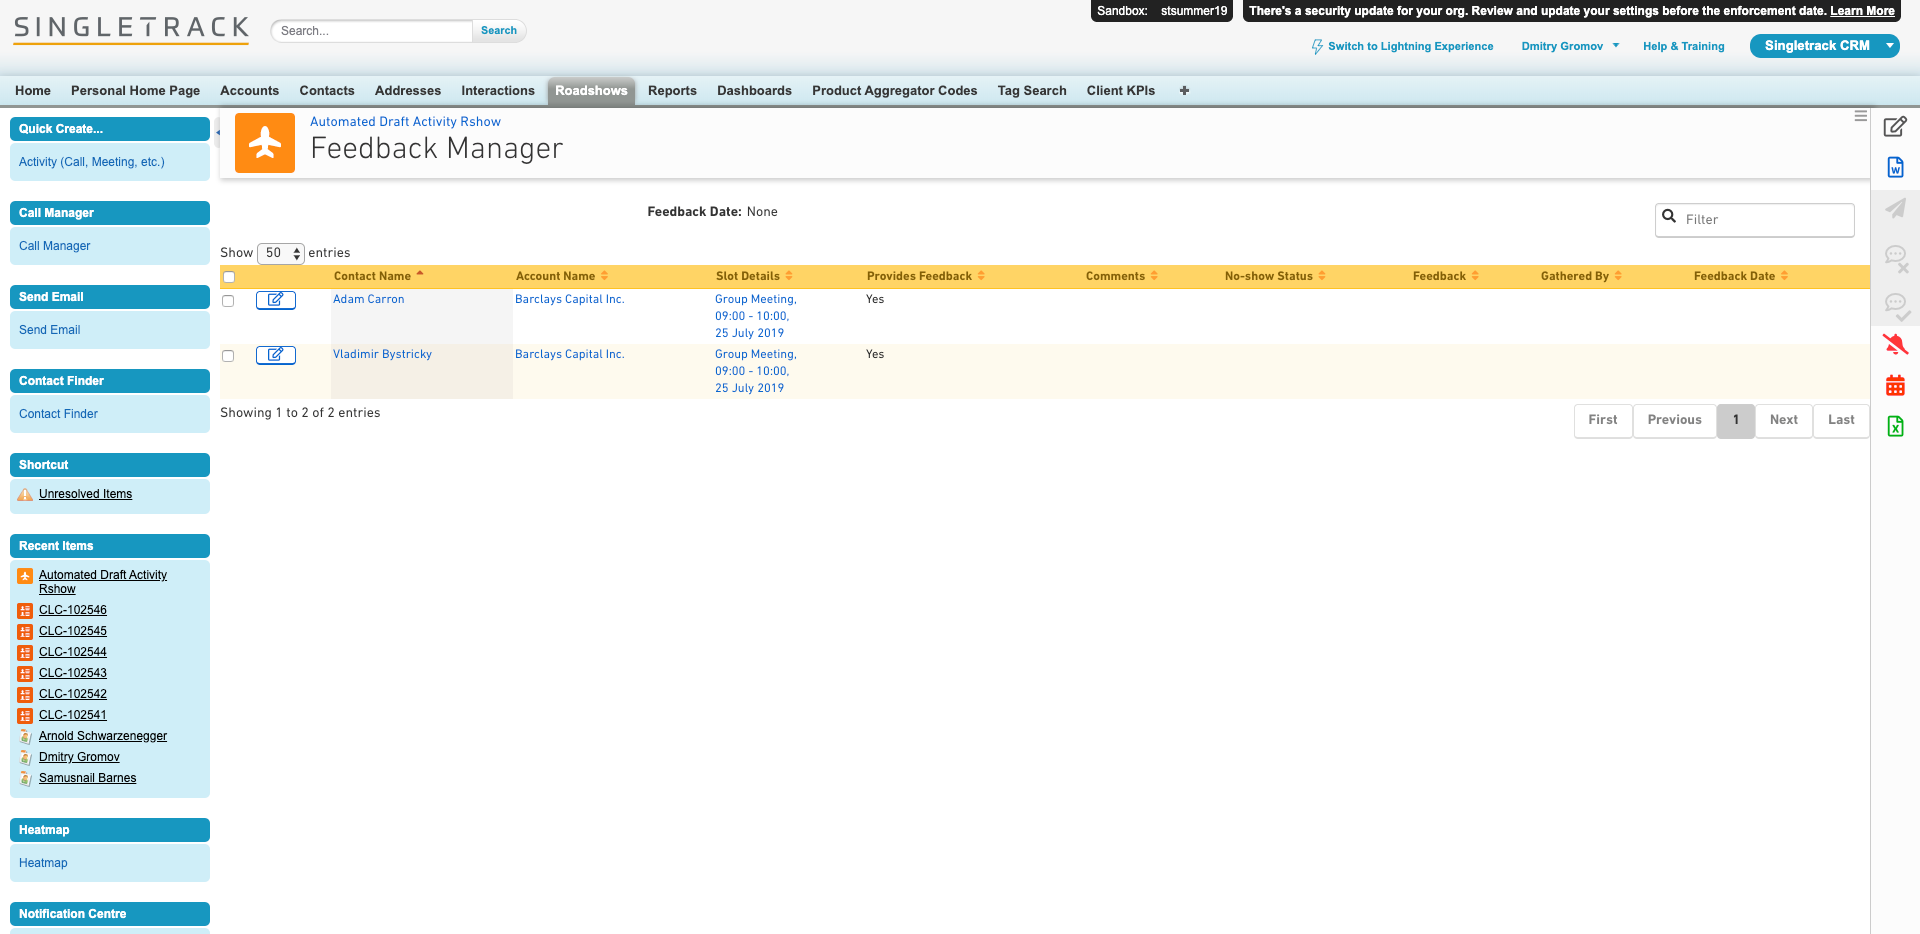 Sandbox: stsummer19
There's a security update for your org. Review and update your settings before the enforcement date. Learn More
SINGLETRACK
Search...
Search
Switch to Lightning Experience
Dmitry Gromov
Help & Training
Singletrack CRM
Home
Personal Home Page
Accounts
Contacts
Addresses
Interactions
Roadshows
Reports
Dashboards
Product Aggregator Codes
Tag Search
Client KPIs
Quick Create...
Activity (Call, Meeting, etc.)
Call Manager
Call Manager
Send Email
Send Email
Contact Finder
Contact Finder
Shortcut
Unresolved Items
Recent Items
Automated Draft Activity
Rshow
CLC-102546
CLC-102545
CLC-102544
CLC-102543
CLC-102542
CLC-102541
Arnold Schwarzenegger
Dmitry Gromov
Samusnail Barnes
Heatmap
Heatmap
Notification Centre
Automated Draft Activity Rshow
Feedback Manager
Feedback Date: None
Filter
Show 50 entries
Contact Name
Account Name
Slot Details
Provides Feedback
Comments
No-show Status
Feedback
Gathered By
Feedback Date
Adam Carron
Barclays Capital Inc.
Group Meeting,
09:00 - 10:00,
25 July 2019
Yes
Vladimir Bystricky
Barclays Capital Inc.
Group Meeting,
09:00 - 10:00,
25 July 2019
Yes
Showing 1 to 2 of 2 entries
First
Previous
1
Next
Last